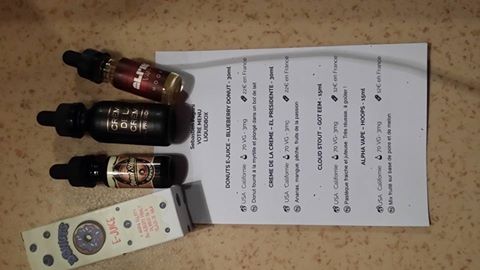 DONUTS
E-JUICE
CREME
DE LA
CREME
Sebastien
VOTRE MENU
LIQUIDBOX
DONUTS E-JUICE – BLUEBERRY DONUT - 30ml
USA : Californie 70 VG - 3mg 22€ en France
Donut fourré à la myrtille et plongé dans un bol de lait
CREME DE LA CREME – EL PRESIDENTE - 30ml
USA : Californie 70 VG- 3mg 22€ en France
Ananas, mangue, pêche, fruits de la passion
CLOUD STOUT – GOT EEM - 15ml
USA : Californie 70 VG- 3mg 12€ en France
Pastèque fraiche et juteuse. Très réussie, à goûter !
ALPHA VAPE – HOOPS - 15ml
USA : Californie 70 VG- 3mg 12€ en France
Mix fruité sur base de poire et de melon